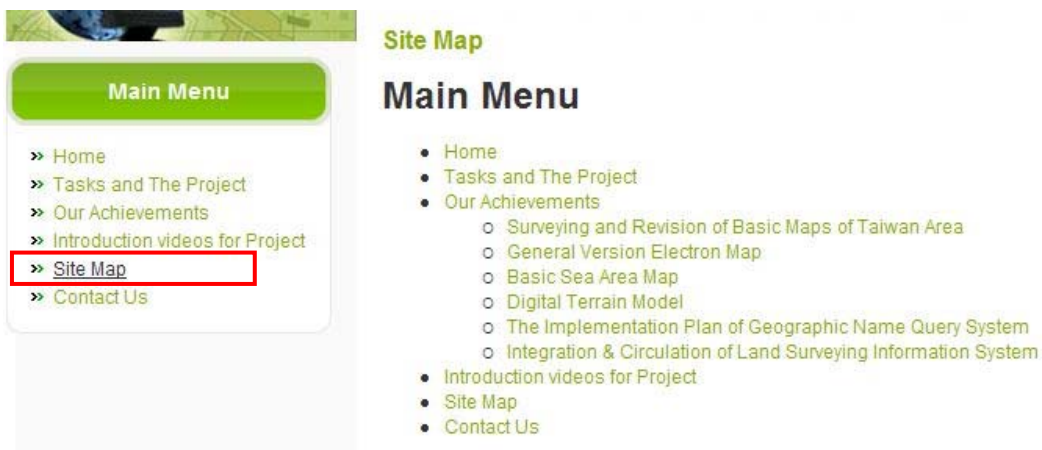 Main Menu
Home
Tasks and The Project
Our Achievements
Introduction videos for Project
Site Map
Contact Us
Site Map
Main Menu
Home
Tasks and The Project
Our Achievements
Surveying and Revision of Basic Maps of Taiwan Area
General Version Electron Map
Basic Sea Area Map
Digital Terrain Model
The Implementation Plan of Geographic Name Query System
Integration & Circulation of Land Surveying Information System
Introduction videos for Project
Site Map
Contact Us